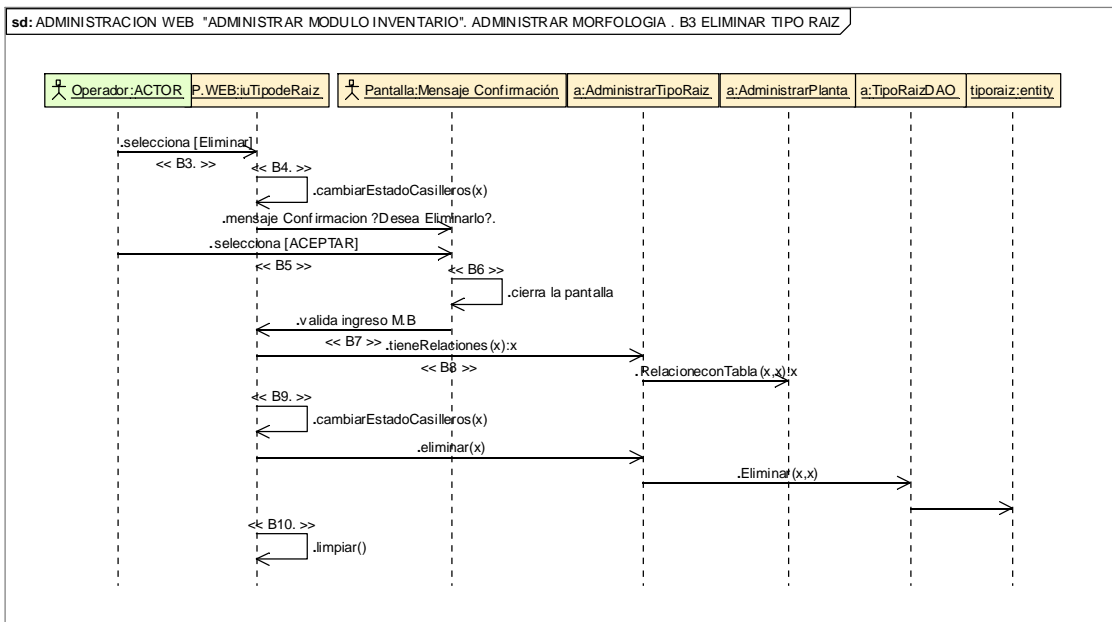 sd: ADMINISTRACION WEB "ADMINISTRAR MODULO INVENTARIO". ADMINISTRAR MORFOLOGIA . B3 ELIMINAR TIPO RAIZ
Operador:ACTOR
P.WEB:iuTipodeRaiz
Pantalla:Mensaje Confirmación
a:AdministrarTipoRaiz
a:AdministrarPlanta
a:TipoRaizDAO
tiporaiz:entity
.selecciona [Eliminar]
<< B3. >>
<< B4. >>
.cambiarEstadoCasilleros(x)
.mensaje Confirmacion ?Desea Eliminarlo?.
.selecciona [ACEPTAR]
<< B5 >>
<< B6 >>
.cierra la pantalla
.valida ingreso M.B
<< B7 >>
.tieneRelaciones(x):x
<< B8 >>
.RelacioneconTabla(x,x):x
<< B9. >>
.cambiarEstadoCasilleros(x)
.eliminar(x)
.Eliminar(x,x)
<< B10. >>
.limpiar()